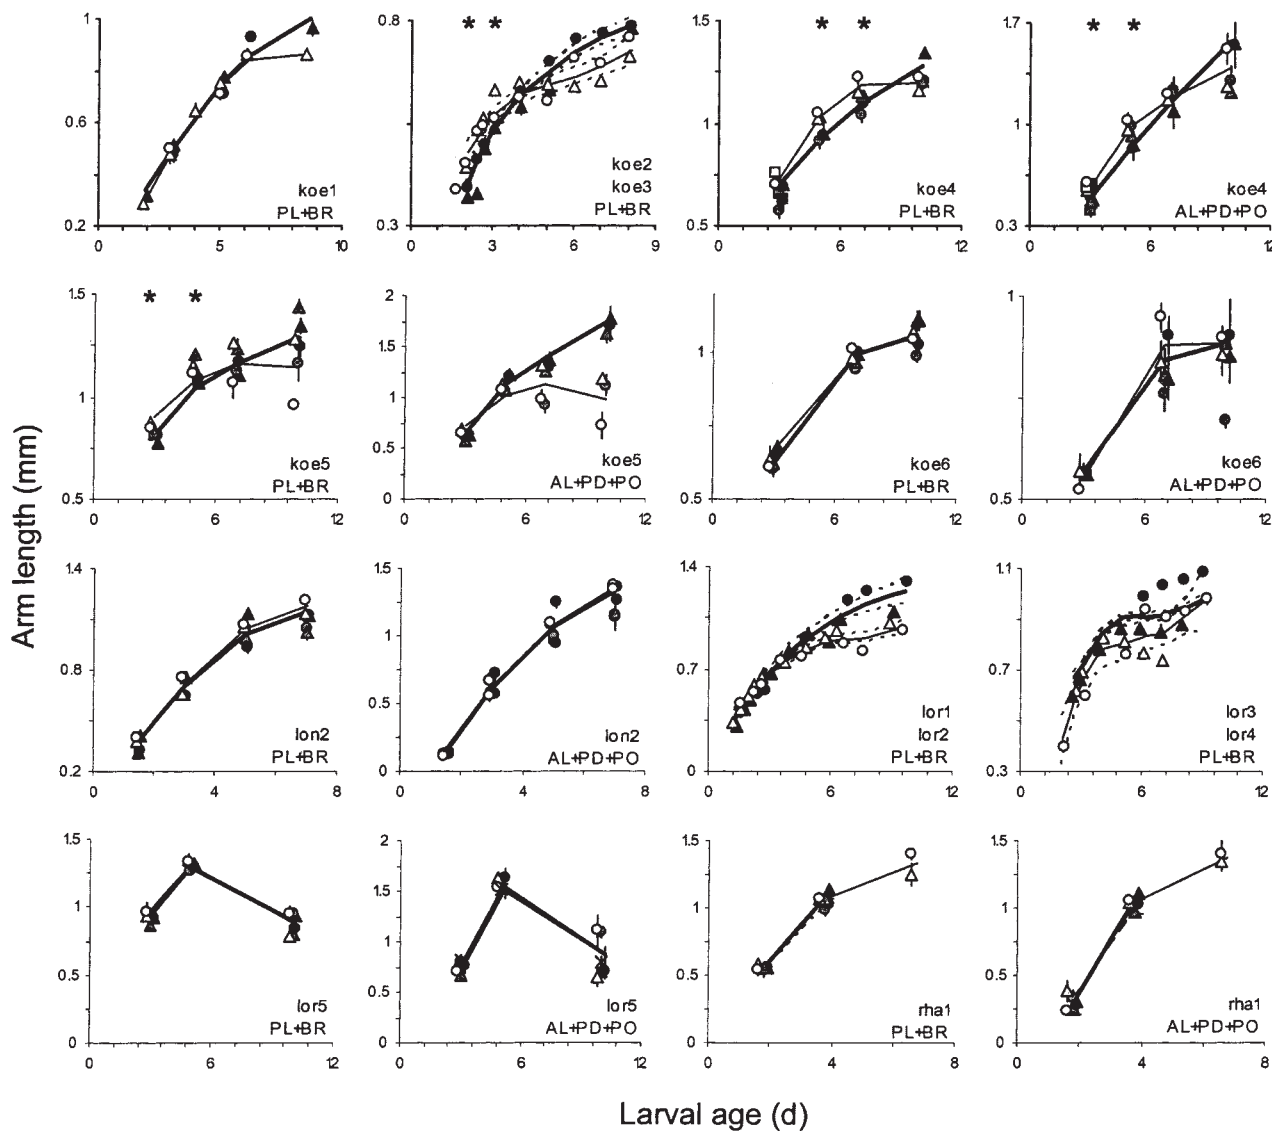 Arm length (mm)
1
0.6
0.2
0 5 10
koe1
PL+BR
0.8
0.3
0 3 6 9
* *
koe2
koe3
PL+BR
1.5
1
0.5
0 6 12
* *
koe4
PL+BR
1.7
1
0.3
0 6 12
* *
koe4
AL+PD+PO
1.5
1
0.5
0 6 12
* *
koe5
PL+BR
2
1.5
1
0.5
0
0 6 12
koe5
AL+PD+PO
1
0.5
0 6 12
koe6
PL+BR
1
0.5
0 6 12
koe6
AL+PD+PO
1.4
0.8
0.2
0 4 8
lon2
PL+BR
1.5
1
0.5
0
0 4 8
lon2
AL+PD+PO
1.4
0.7
0
0 3 6 9 12
lor1
lor2
PL+BR
1.1
0.7
0.3
0 3 6 9 12
lor3
lor4
PL+BR
1.5
1
0.5
0
0 6 12
lor5
PL+BR
2
1.5
1
0.5
0
0 6 12
lor5
AL+PD+PO
1.5
1
0.5
0
0 4 8
rha1
PL+BR
1.5
1
0.5
0
0 4 8
rha1
AL+PD+PO
Larval age (d)